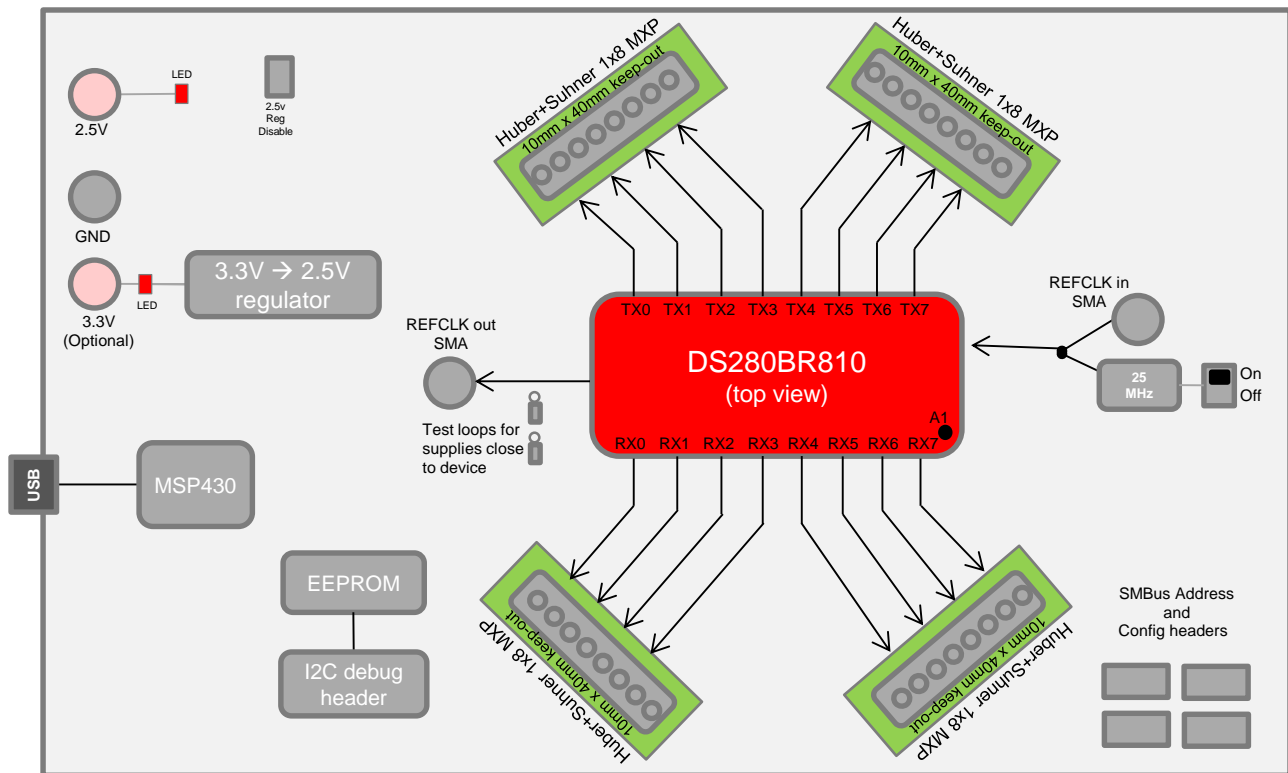 LED
2.5V
2.5v
Reg
Disable
GND
3.3V → 2.5V
regulator
LED
3.3V
(Optional)
Huber+Suhner 1x8 MXP
10mm x 40mm keep-out
Huber+Suhner 1x8 MXP
10mm x 40mm keep-out
TX0 TX1 TX2 TX3 TX4 TX5 TX6 TX7
DS280BR810
(top view)
A1
RX0 RX1 RX2 RX3 RX4 RX5 RX6 RX7
REFCLK out
SMA
Test loops for
supplies close
to device
REFCLK in
SMA
25
MHz
On
Off
USB
MSP430
EEPROM
I2C debug
header
10mm x 40mm keep-out
Huber+Suhner 1x8 MXP
10mm x 40mm keep-out
Huber+Suhner 1x8 MXP
SMBus Address
and
Config headers